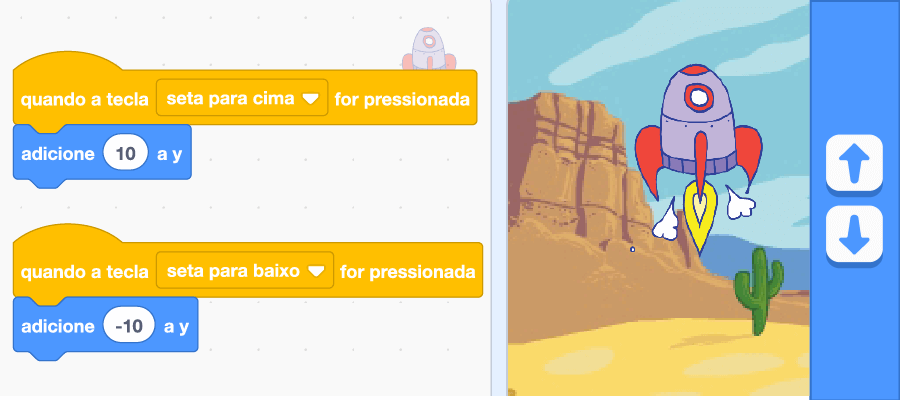 quando a tecla seta para cima for pressionada
adicione 10 a y
quando a tecla seta para baixo for pressionada
adicione -10 a y